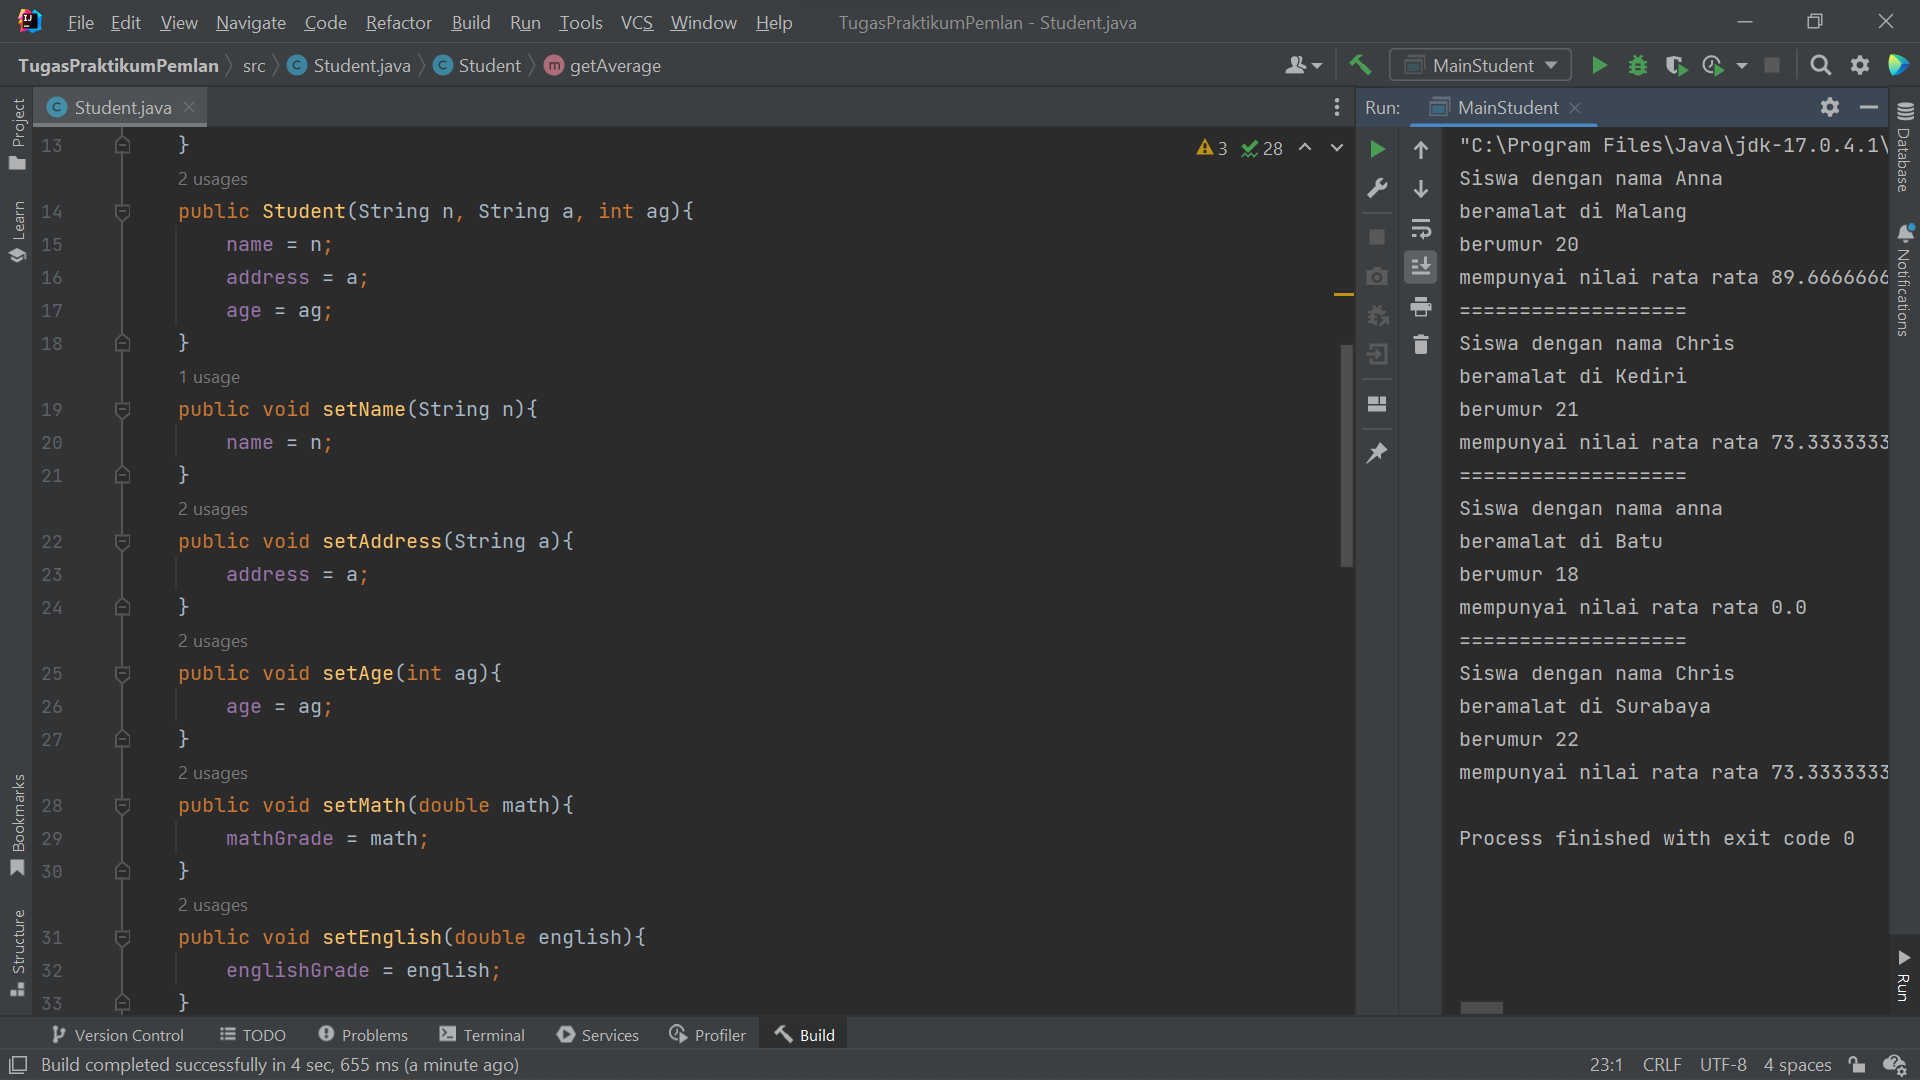 File Edit View Navigate Code Refactor Build Run Tools VCS Window Help TugasPraktikumPemlan - Student.java
TugasPraktikumPemlan src Student.java Student getAverage MainStudent
Project
Learn
Bookmarks
Structure
Student.java
3 28
13 }
2 usages
14 public Student(String n, String a, int ag){
15 name = n;
16 address = a;
17 age = ag;
18 }
1 usage
19 public void setName(String n){
20 name = n;
21 }
2 usages
22 public void setAddress(String a){
23 address = a;
24 }
2 usages
25 public void setAge(int ag){
26 age = ag;
27 }
2 usages
28 public void setMath(double math){
29 mathGrade = math;
30 }
2 usages
31 public void setEnglish(double english){
32 englishGrade = english;
33 }
Run: MainStudent
"C:\Program Files\Java\jdk-17.0.4.1\
Siswa dengan nama Anna
beramalat di Malang
berumur 20
mempunyai nilai rata rata 89.6666666
===================
Siswa dengan nama Chris
beramalat di Kediri
berumur 21
mempunyai nilai rata rata 73.3333333
===================
Siswa dengan nama anna
beramalat di Batu
berumur 18
mempunyai nilai rata rata 0.0
===================
Siswa dengan nama Chris
beramalat di Surabaya
berumur 22
mempunyai nilai rata rata 73.3333333
Process finished with exit code 0
Database
Notifications
Run
Version Control TODO Problems Terminal Services Profiler Build
Build completed successfully in 4 sec, 655 ms (a minute ago) 23:1 CRLF UTF-8 4 spaces